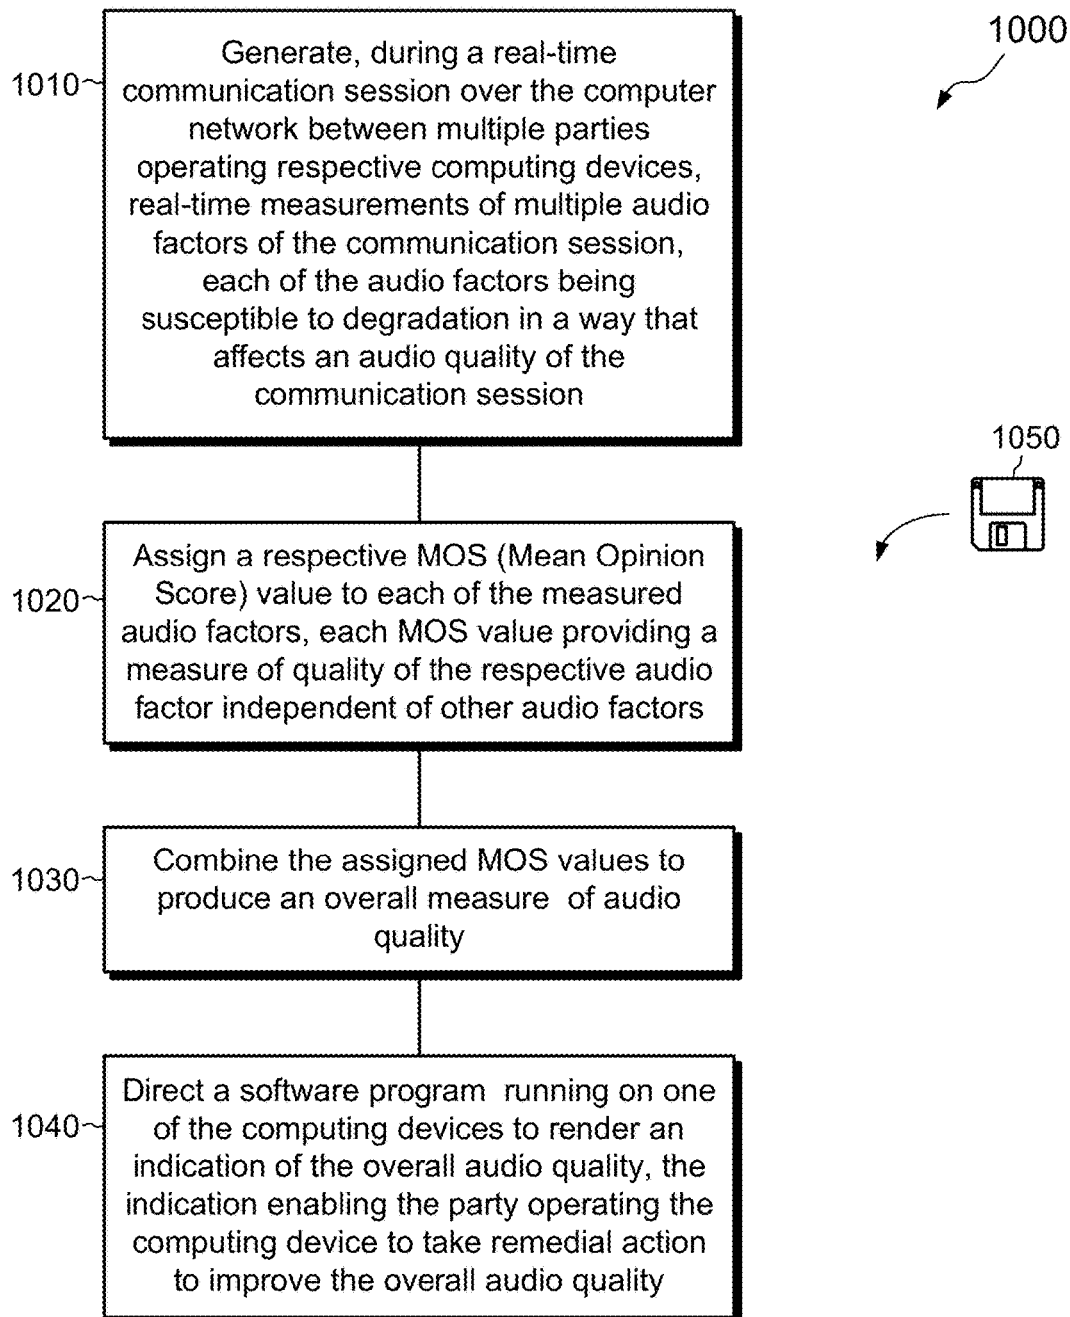 1000
1010
Generate, during a real-time
communication session over the computer
network between multiple parties
operating respective computing devices,
real-time measurements of multiple audio
factors of the communication session,
each of the audio factors being
susceptible to degradation in a way that
affects an audio quality of the
communication session
1050
1020
Assign a respective MOS (Mean Opinion
Score) value to each of the measured
audio factors, each MOS value providing a
measure of quality of the respective audio
factor independent of other audio factors
1030
Combine the assigned MOS values to
produce an overall measure of audio
quality
1040
Direct a software program running on one
of the computing devices to render an
indication of the overall audio quality, the
indication enabling the party operating the
computing device to take remedial action
to improve the overall audio quality